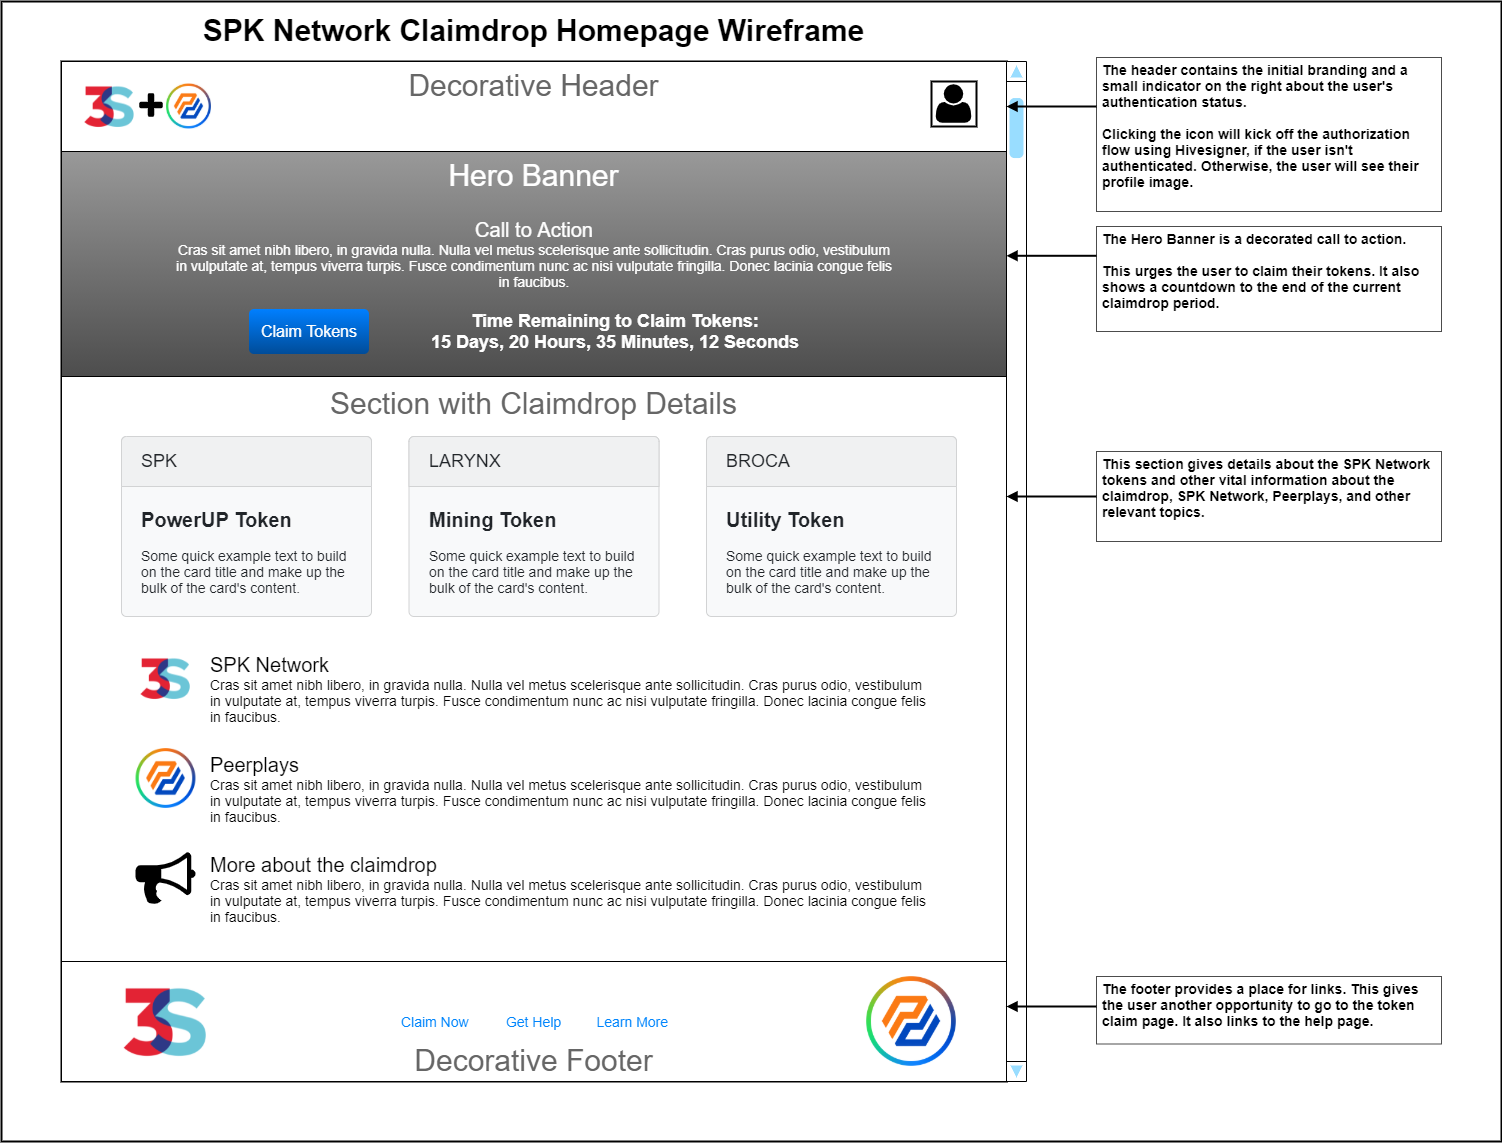 SPK Network Claimdrop Homepage Wireframe
3S
Decorative Header
Hero Banner
Call to Action
Cras sit amet nibh libero, in gravida nulla. Nulla vel metus scelerisque ante sollicitudin. Cras purus odio, vestibulum
in vulputate at, tempus viverra turpis. Fusce condimentum nunc ac nisi vulputate fringilla. Donec lacinia congue felis
in faucibus.
Claim Tokens
Time Remaining to Claim Tokens:
15 Days, 20 Hours, 35 Minutes, 12 Seconds
Section with Claimdrop Details
SPK
PowerUP Token
Some quick example text to build
on the card title and make up the
bulk of the card's content.
LARYNX
Mining Token
Some quick example text to build
on the card title and make up the
bulk of the card's content.
BROCA
Utility Token
Some quick example text to build
on the card title and make up the
bulk of the card's content.
3S
SPK Network
Cras sit amet nibh libero, in gravida nulla. Nulla vel metus scelerisque ante sollicitudin. Cras purus odio, vestibulum
in vulputate at, tempus viverra turpis. Fusce condimentum nunc ac nisi vulputate fringilla. Donec lacinia congue felis
in faucibus.
Peerplays
Cras sit amet nibh libero, in gravida nulla. Nulla vel metus scelerisque ante sollicitudin. Cras purus odio, vestibulum
in vulputate at, tempus viverra turpis. Fusce condimentum nunc ac nisi vulputate fringilla. Donec lacinia congue felis
in faucibus.
More about the claimdrop
Cras sit amet nibh libero, in gravida nulla. Nulla vel metus scelerisque ante sollicitudin. Cras purus odio, vestibulum
in vulputate at, tempus viverra turpis. Fusce condimentum nunc ac nisi vulputate fringilla. Donec lacinia congue felis
in faucibus.
3S
Claim Now
Get Help
Learn More
Decorative Footer
The header contains the initial branding and a
small indicator on the right about the user's
authentication status.
Clicking the icon will kick off the authorization
flow using Hivesigner, if the user isn't
authenticated. Otherwise, the user will see their
profile image.
The Hero Banner is a decorated call to action.
This urges the user to claim their tokens. It also
shows a countdown to the end of the current
claimdrop period.
This section gives details about the SPK Network
tokens and other vital information about the
claimdrop, SPK Network, Peerplays, and other
relevant topics.
The footer provides a place for links. This gives
the user another opportunity to go to the token
claim page. It also links to the help page.